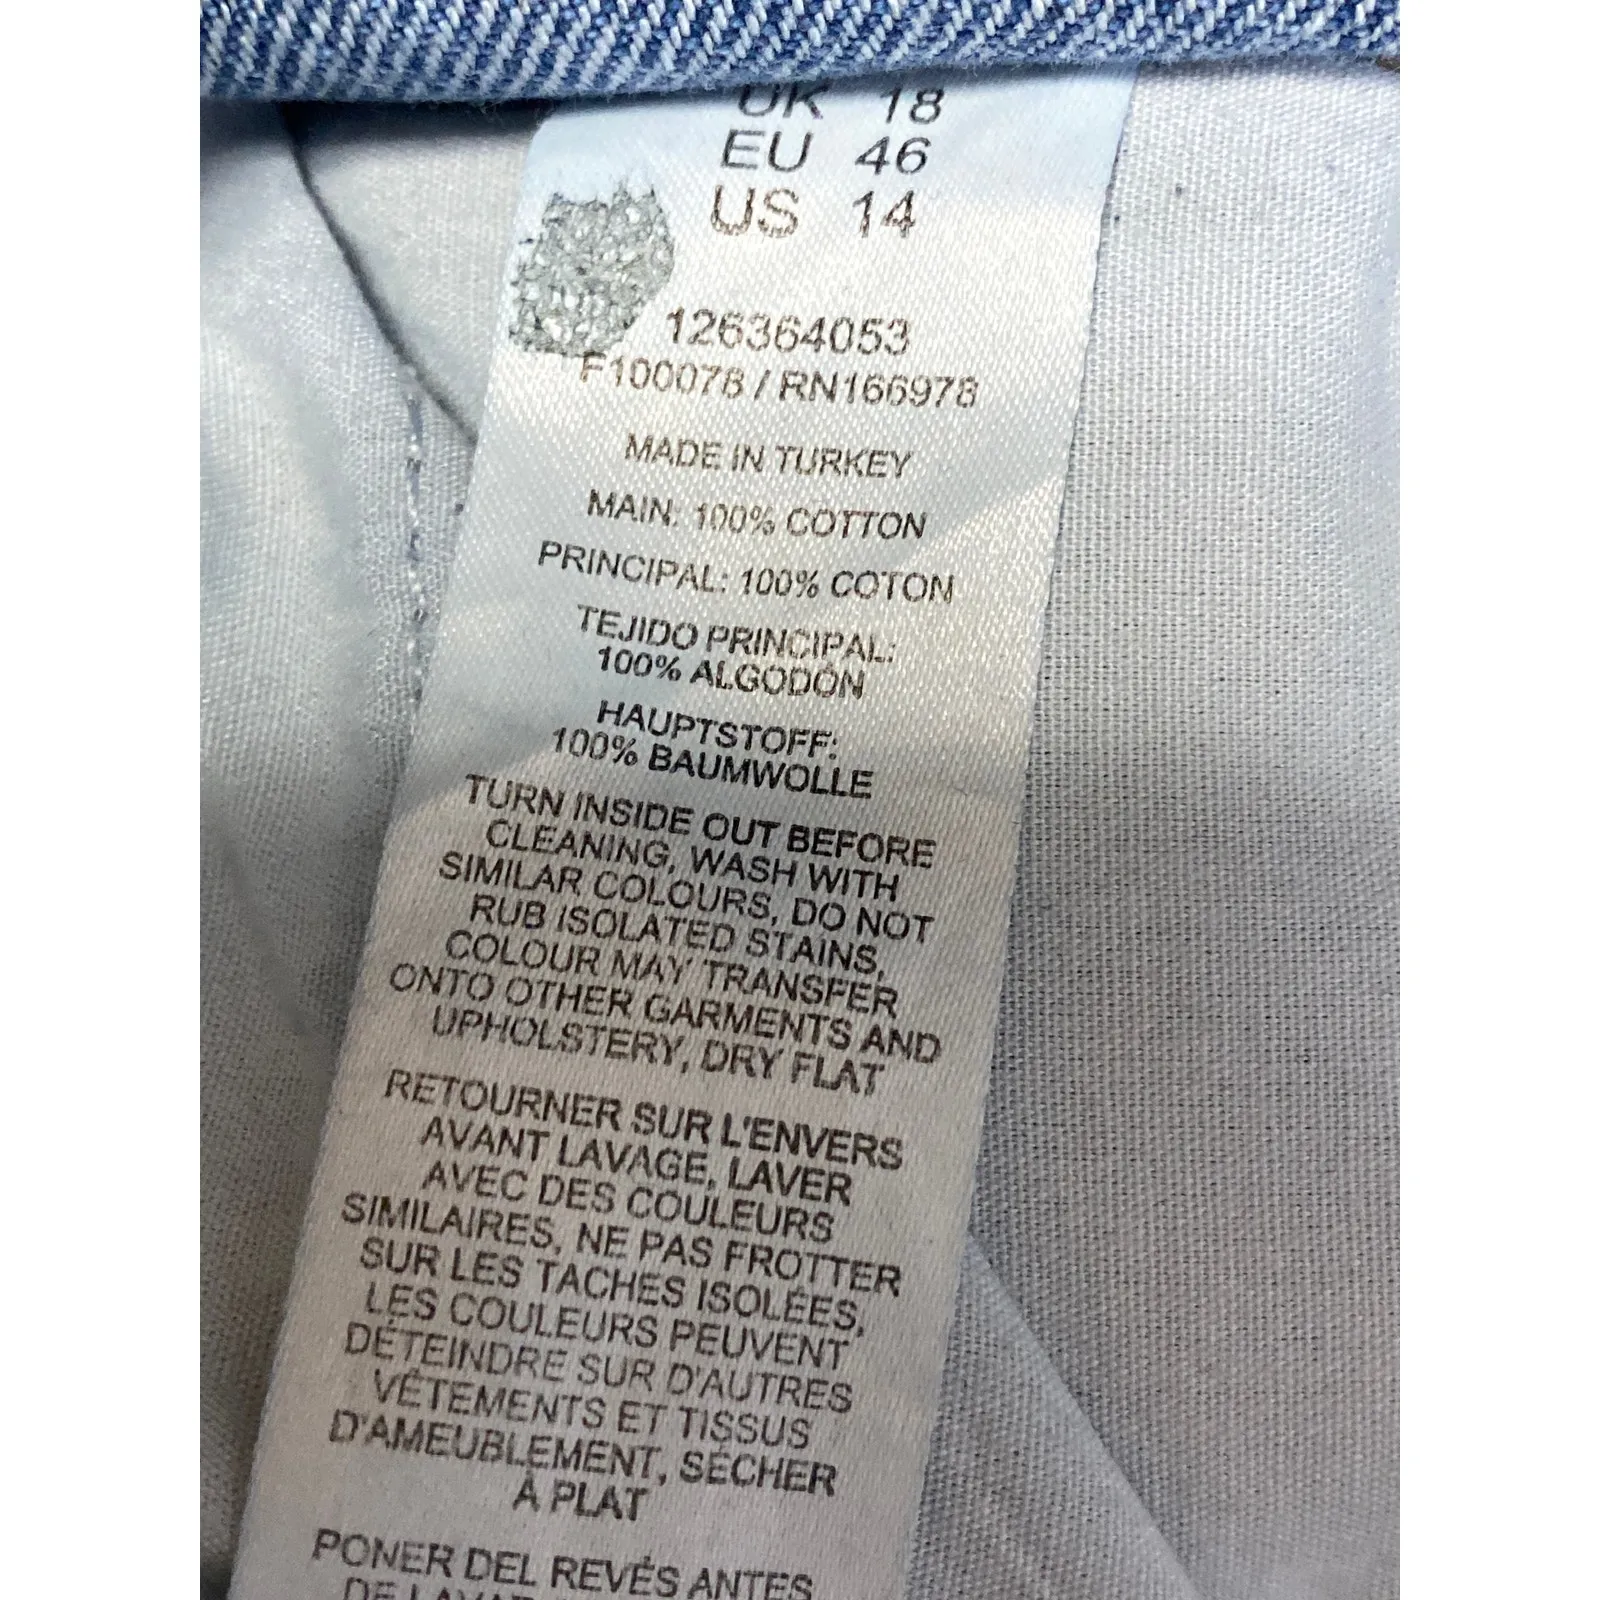 UK 18
EU 46
US 14
126364053
F100078 / RN166978
MADE IN TURKEY
MAIN: 100% COTTON
PRINCIPAL: 100% COTON
TEJIDO PRINCIPAL:
100% ALGODÓN
HAUPTSTOFF:
100% BAUMWOLLE
TURN INSIDE OUT BEFORE
CLEANING, WASH WITH
SIMILAR COLOURS, DO NOT
RUB ISOLATED STAINS,
COLOUR MAY TRANSFER
ONTO OTHER GARMENTS AND
UPHOLSTERY, DRY FLAT
RETOURNER SUR L'ENVERS
AVANT LAVAGE, LAVER
AVEC DES COULEURS
SIMILAIRES, NE PAS FROTTER
SUR LES TACHES ISOLÉES,
LES COULEURS PEUVENT
DÉTEINDRE SUR D'AUTRES
VÊTEMENTS ET TISSUS
D'AMEUBLEMENT, SÉCHER
À PLAT
PONER DEL REVÉS ANTES
DE